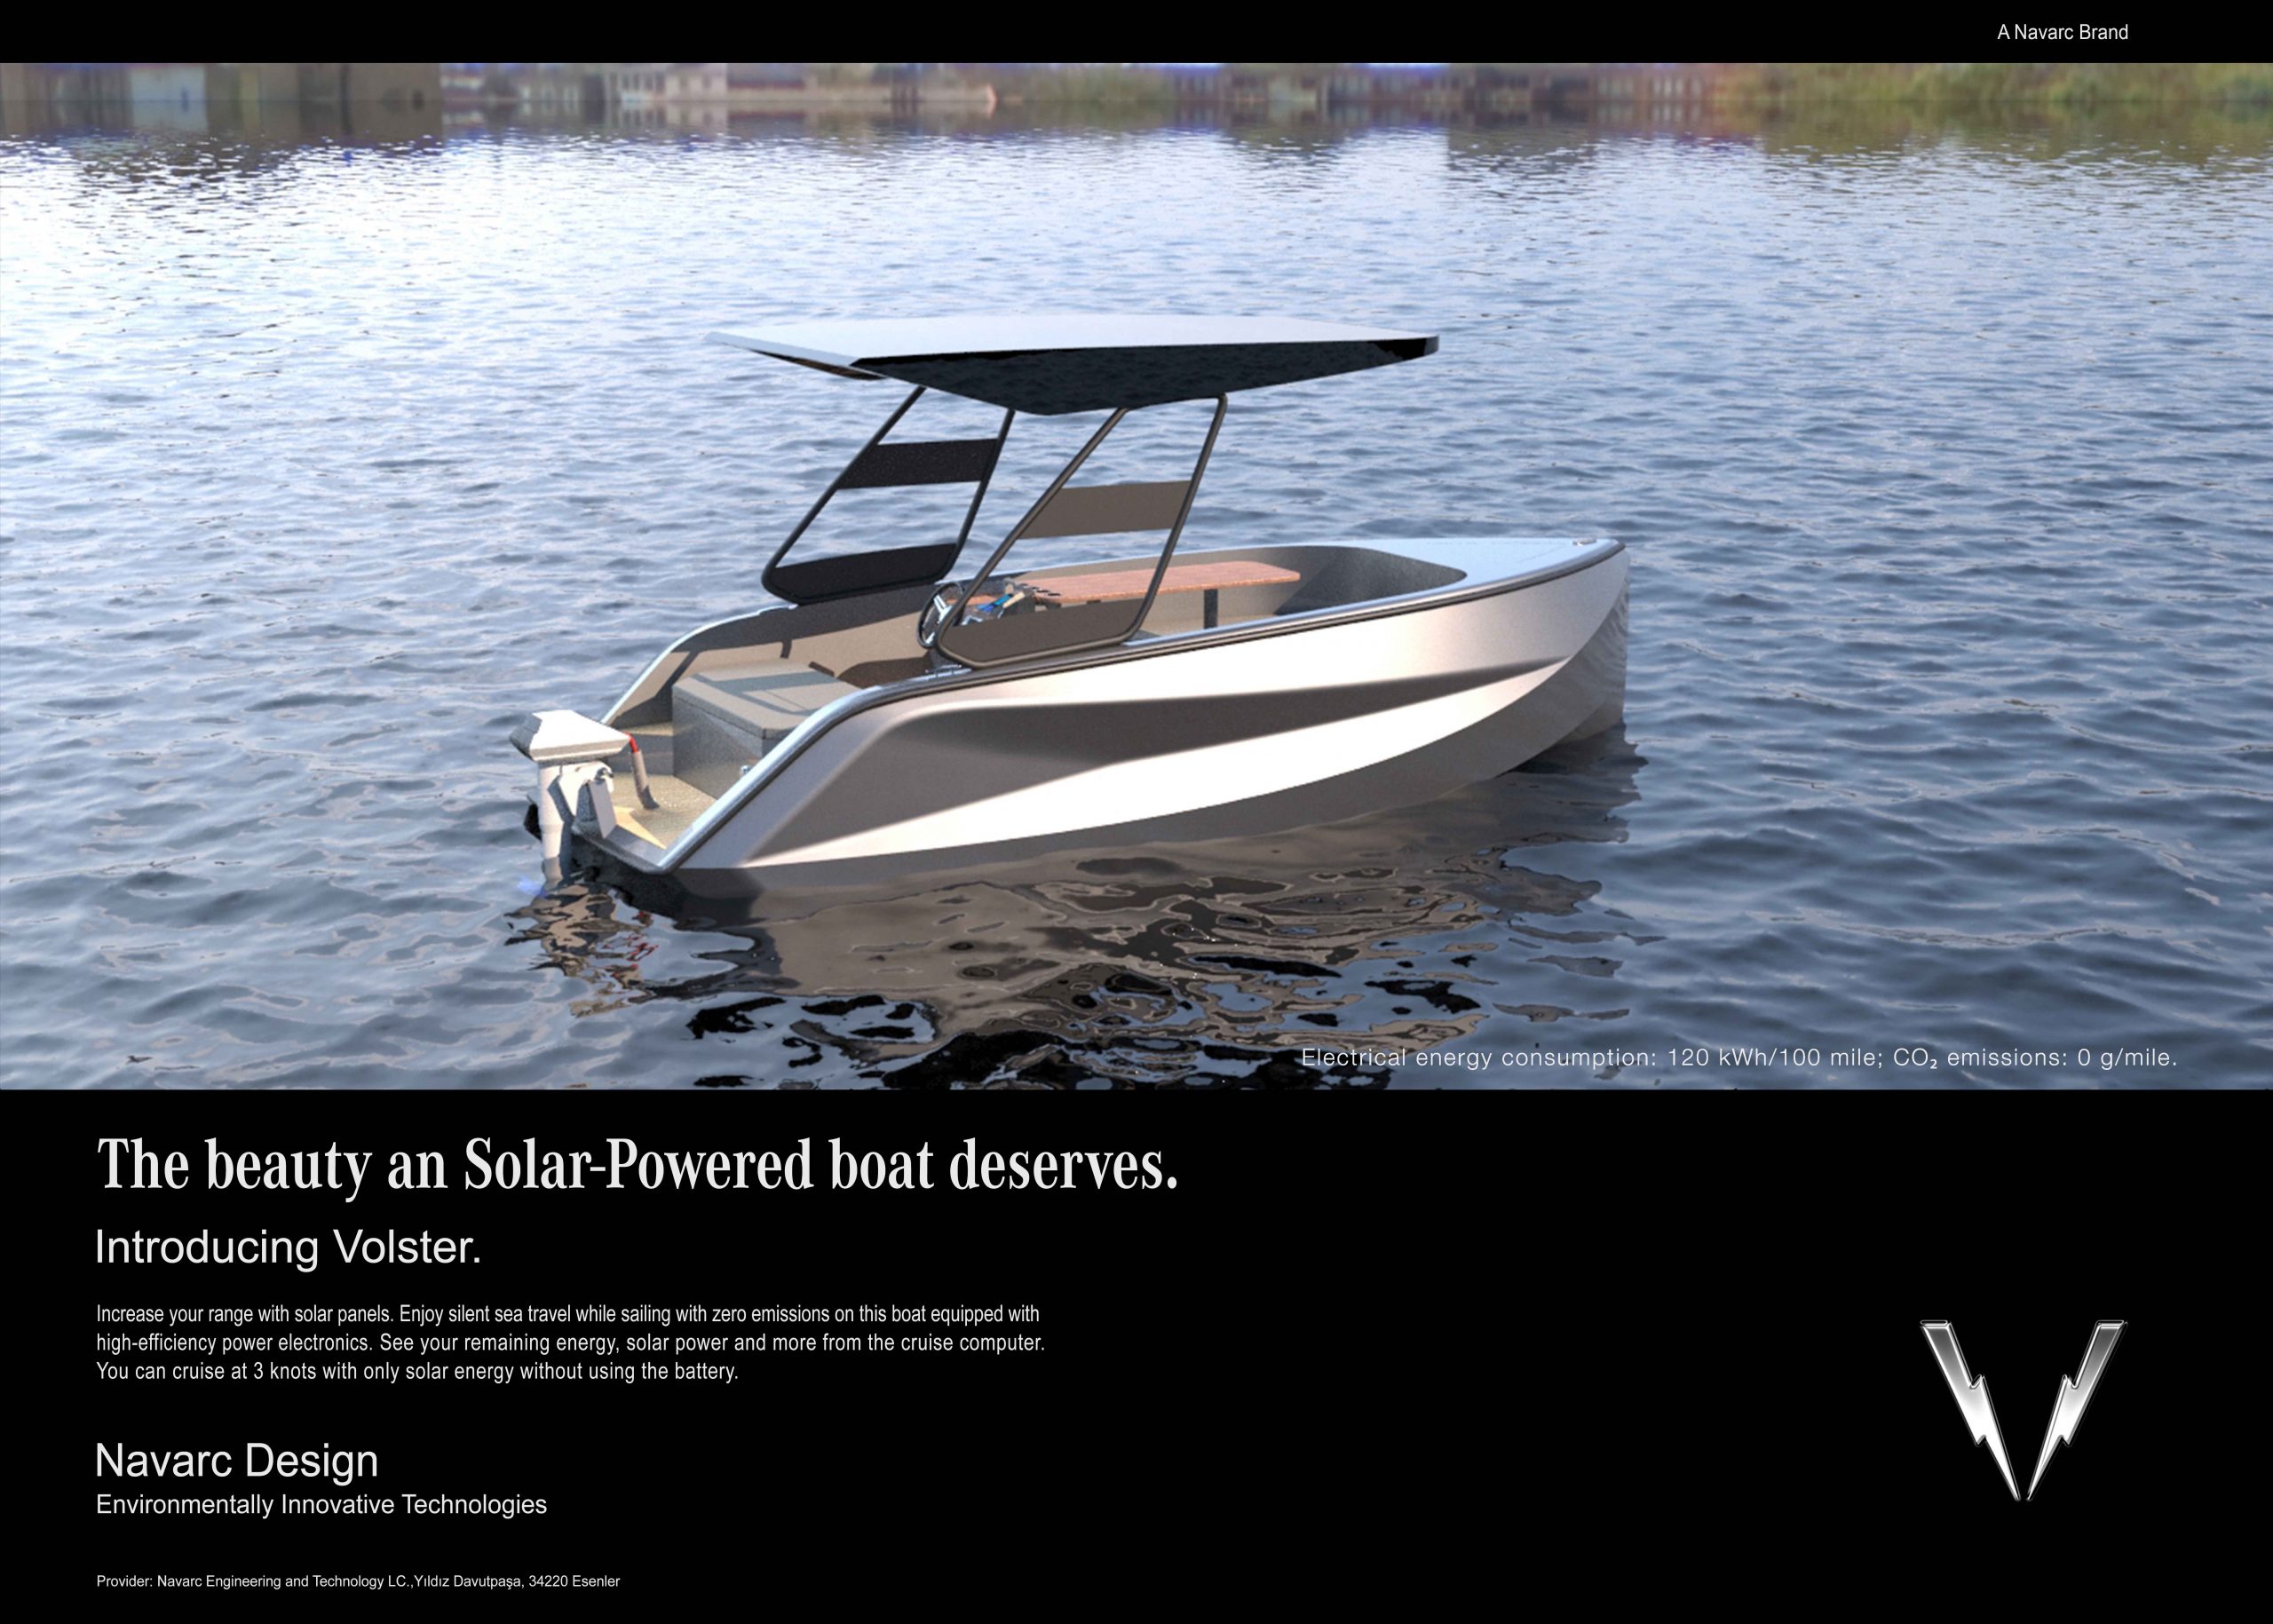 A Navarc Brand
Electrical energy consumption: 120 kWh/100 mile; CO₂ emissions: 0 g/mile.
The beauty an Solar-Powered boat deserves.
Introducing Volster.
Increase your range with solar panels. Enjoy silent sea travel while sailing with zero emissions on this boat equipped with
high-efficiency power electronics. See your remaining energy, solar power and more from the cruise computer.
You can cruise at 3 knots with only solar energy without using the battery.
Navarc Design
Environmentally Innovative Technologies
Provider: Navarc Engineering and Technology LC.,Yıldız Davutpaşa, 34220 Esenler